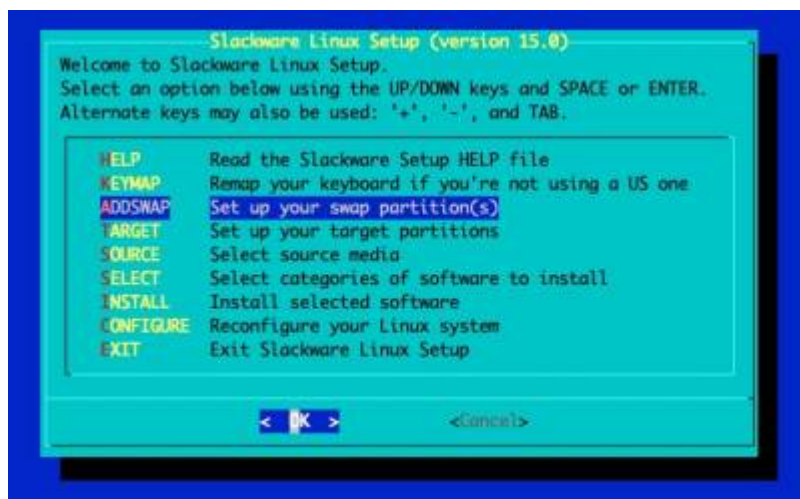 Slackware Linux Setup (version 15.0)
Welcome to Slackware Linux Setup.
Select an option below using the UP/DOWN keys and SPACE or ENTER.
Alternate keys may also be used: '+', '-', and TAB.
HELP Read the Slackware Setup HELP file
KEYMAP Remap your keyboard if you're not using a US one
ADDSWAP Set up your swap partition(s)
TARGET Set up your target partitions
SOURCE Select source media
SELECT Select categories of software to install
INSTALL Install selected software
CONFIGURE Reconfigure your Linux system
EXIT Exit Slackware Linux Setup
< OK > <Cancel>